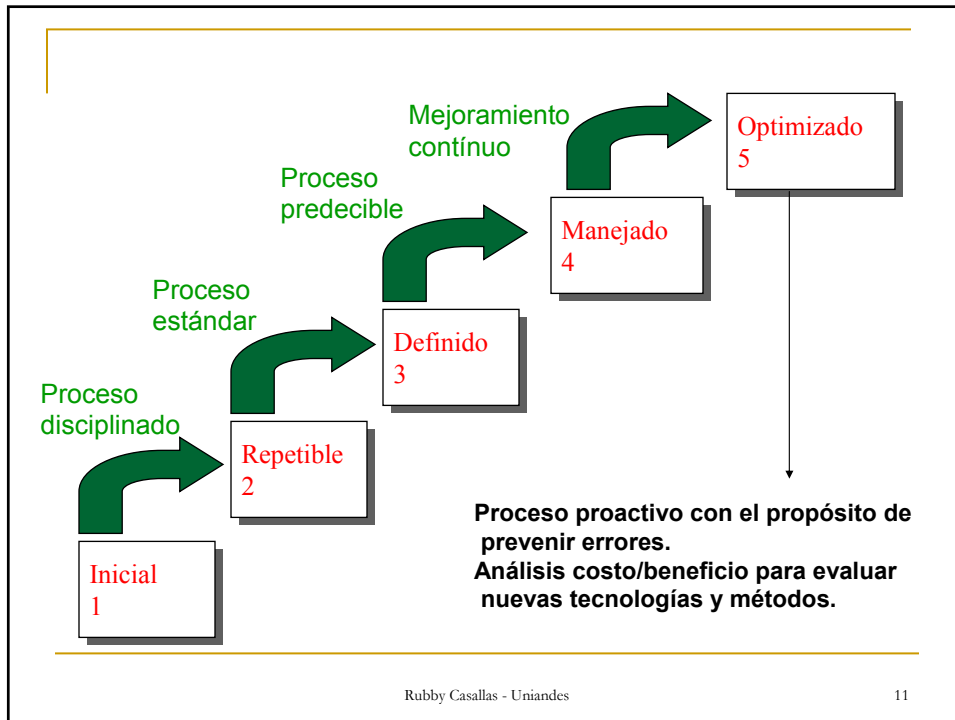 Mejoramiento
contínuo
Optimizado
5
Proceso
predecible
Manejado
4
Proceso
estándar
Definido
3
Proceso
disciplinado
Repetible
2
Inicial
1
Proceso proactivo con el propósito de
prevenir errores.
Análisis costo/beneficio para evaluar
nuevas tecnologías y métodos.
Rubby Casallas - Uniandes
11